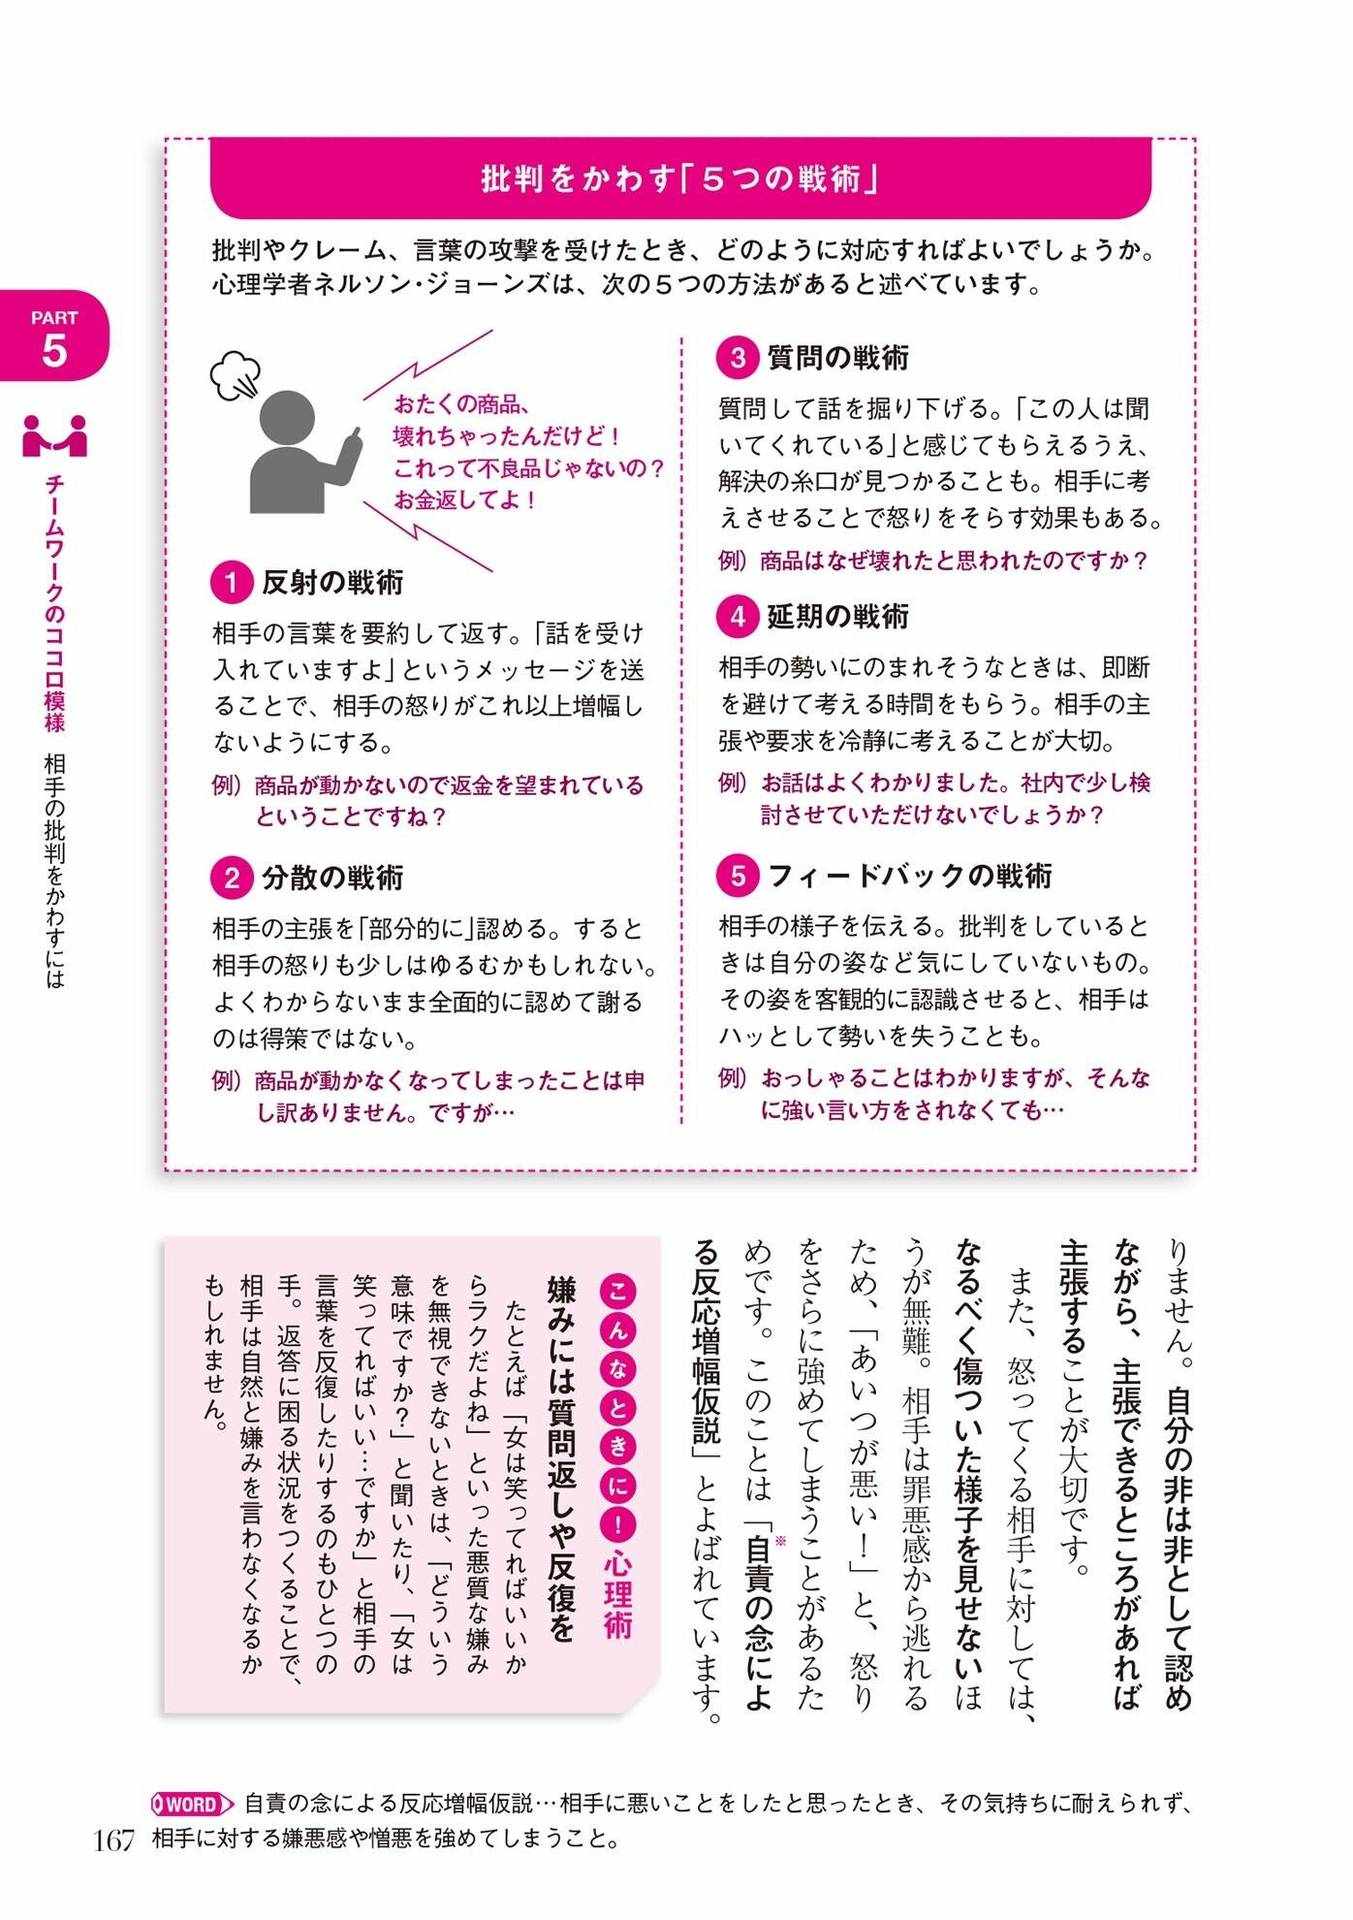 批判をかわす「5つの戦術」
批判やクレーム、言葉の攻撃を受けたとき、どのように対応すればよいでしょうか。
心理学者ネルソン・ジョーンズは、次の5つの方法があると述べています。
おたくの商品、
壊れちゃったんだけど！
これって不良品じゃないの？
お金返してよ！
1 反射の戦術
相手の言葉を要約して返す。「話を受け
入れていますよ」というメッセージを送
ることで、相手の怒りがこれ以上増幅し
ないようにする。
例）商品が動かないので返金を望まれている
ということですね？
2 分散の戦術
相手の主張を「部分的に」認める。すると
相手の怒りも少しはゆるむかもしれない。
よくわからないまま全面的に認めて謝る
のは得策ではない。
例）商品が動かなくなってしまったことは申
し訳ありません。ですが…
3 質問の戦術
質問して話を掘り下げる。「この人は聞
いてくれている」と感じてもらえるうえ、
解決の糸口が見つかることも。相手に考
えさせることで怒りをそらす効果もある。
例）商品はなぜ壊れたと思われたのですか？
4 延期の戦術
相手の勢いにのまれそうなときは、即断
を避けて考える時間をもらう。相手の主
張や要求を冷静に考えることが大切。
例）お話はよくわかりました。社内で少し検
討させていただけないでしょうか？
5 フィードバックの戦術
相手の様子を伝える。批判をしていると
きは自分の姿など気にしていないもの。
その姿を客観的に認識させると、相手は
ハッとして勢いを失うことも。
例）おっしゃることはわかりますが、そんな
に強い言い方をされなくても…
PART
5
チームワークのココロ模様 相手の批判をかわすには
りません。自分の非は非として認め
ながら、主張できるところがあれば
主張することが大切です。
また、怒ってくる相手に対しては、
なるべく傷ついた様子を見せないほ
うが無難。相手は罪悪感から逃れる
ため、「あいつが悪い！」と、怒り
をさらに強めてしまうことがあるた
めです。このことは「自責の念によ
※
る反応増幅仮説」とよばれています。
こんなときに！心理術
嫌みには質問返しや反復を
たとえば「女は笑ってればいいか
らラクだよね」といった悪質な嫌み
を無視できないときは、「どういう
意味ですか？」と聞いたり、「女は
笑ってればいい…ですか」と相手の
言葉を反復したりするのもひとつの
手。返答に困る状況をつくることで、
相手は自然と嫌みを言わなくなるか
もしれません。
WORD 自責の念による反応増幅仮説…相手に悪いことをしたと思ったとき、その気持ちに耐えられず、
相手に対する嫌悪感や憎悪を強めてしまうこと。
167